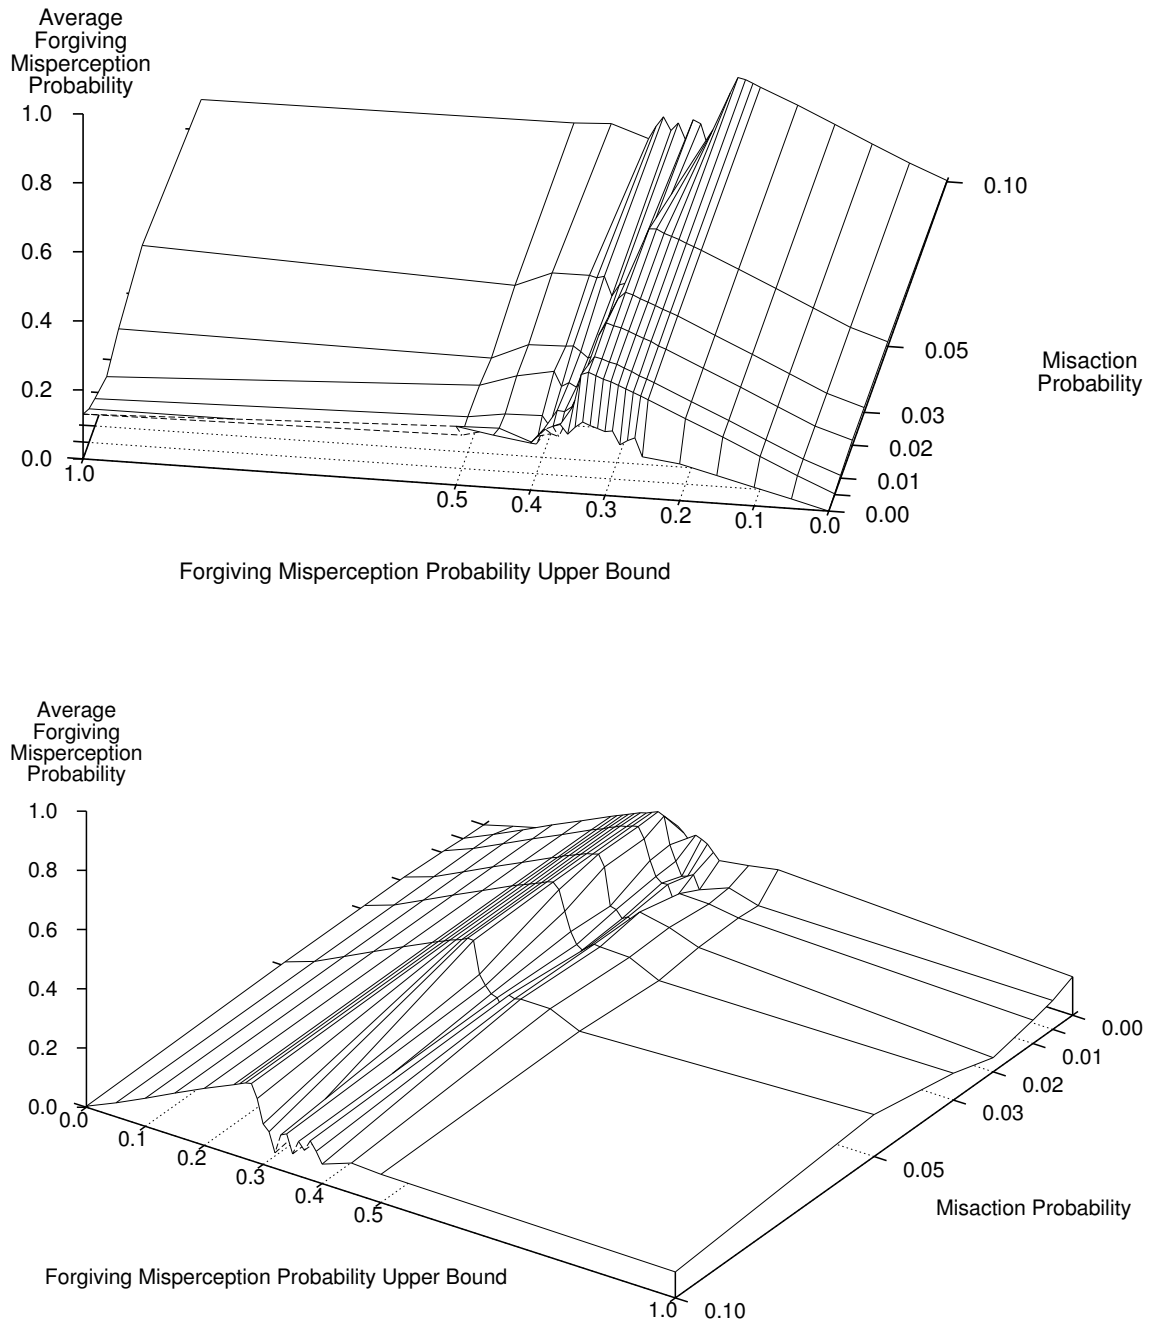 Average
Forgiving
Misperception
Probability
1.0
0.8
0.6
0.4
0.2
0.0
1.0
0.5
0.4
0.3
0.2
0.1
0.0
0.10
0.05
0.03
0.02
0.01
0.00
Misaction
Probability
Forgiving Misperception Probability Upper Bound
Average
Forgiving
Misperception
Probability
1.0
0.8
0.6
0.4
0.2
0.0
0.0
0.1
0.2
0.3
0.4
0.5
1.0
0.00
0.01
0.02
0.03
0.05
0.10
Misaction Probability
Forgiving Misperception Probability Upper Bound